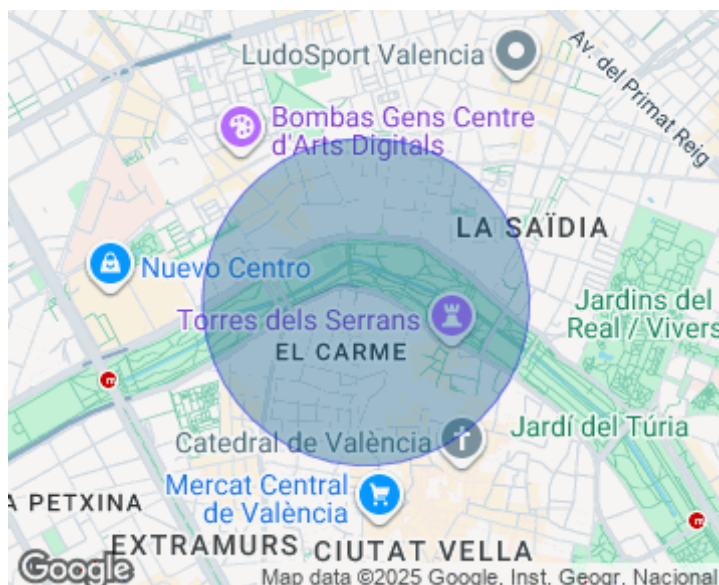 LudoSport Valencia
Av. del Primat Reig
Bombas Gens Centre
d'Arts Digitals
LA SAÏDIA
Nuevo Centro
Jardins del
Real / Vivers
Torres dels Serrans
EL CARME
Catedral de València
Jardí del Túria
Mercat Central
de València
A PETXINA
EXTRAMURS
CIUTAT VELLA
Google
Map data ©2025 Google, Inst. Geogr. Nacional